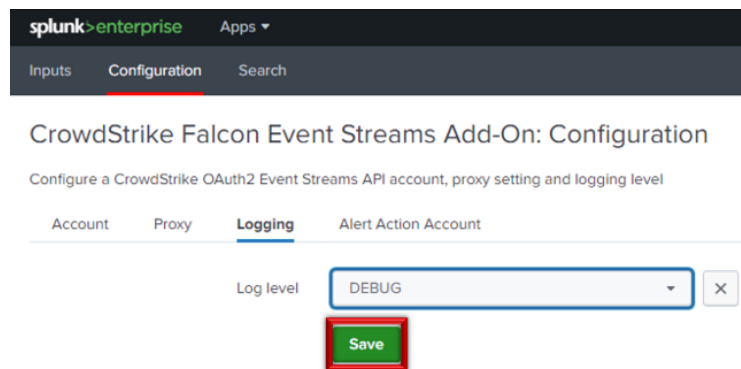 splunk>enterprise Apps
Inputs Configuration Search
CrowdStrike Falcon Event Streams Add-On: Configuration
Configure a CrowdStrike OAuth2 Event Streams API account, proxy setting and logging level
Account Proxy Logging Alert Action Account
Log level DEBUG
Save